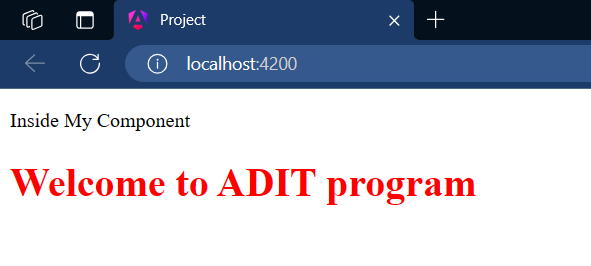 Project
localhost:4200
Inside My Component
Welcome to ADIT program